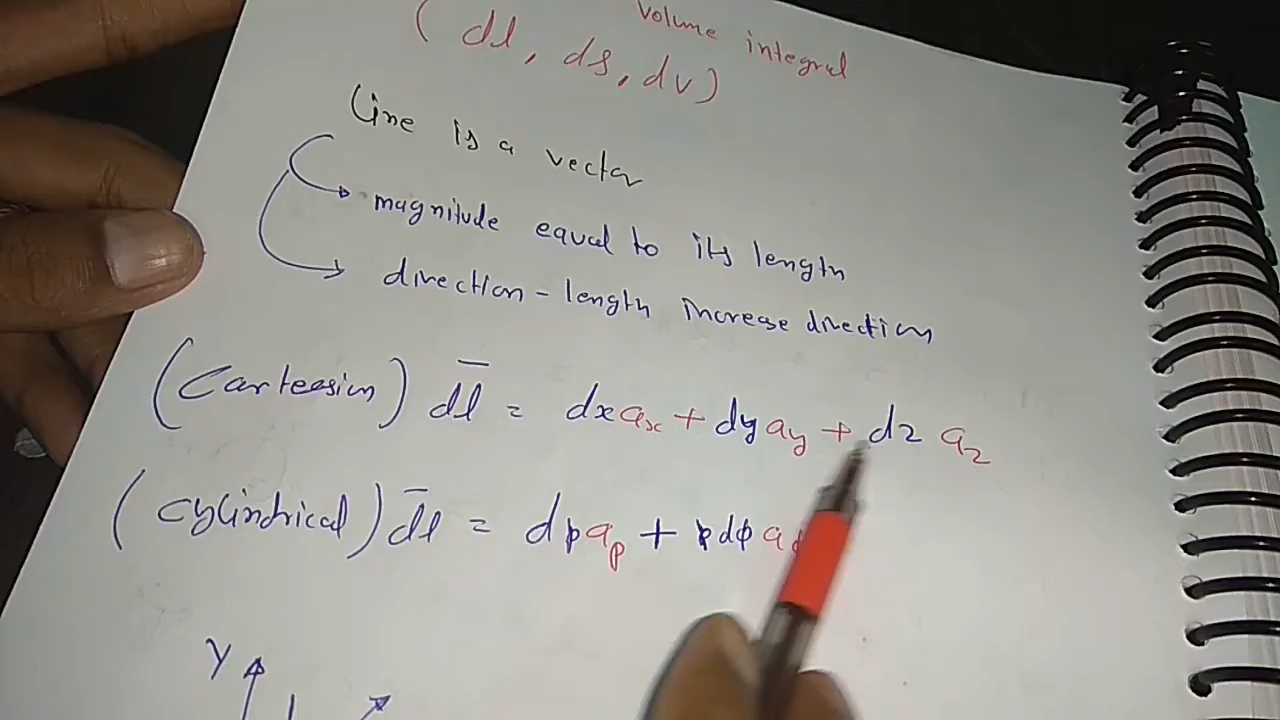 Volume integral
( dl, ds, dv)
Line is a vector
magnitude equal to its length
direction - length increase direction
(Cartesian) d̅l̅ = dx ax + dy ay + dz az
(cylindrical) d̅l̅ = dρ aρ + ρdϕ aϕ
Y